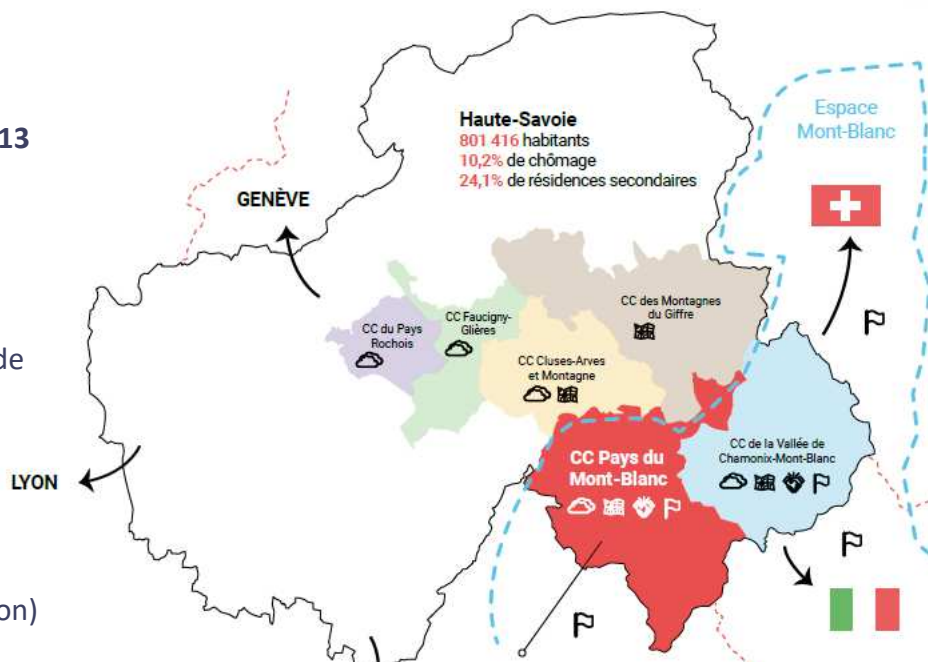 13
Haute-Savoie
801 416 habitants
10,2% de chômage
24,1% de résidences secondaires
Espace
Mont-Blanc
GENÈVE
CC des Montagnes
du Giffre
CC du Pays
Rochois
CC Faucigny-
Glières
CC Cluses-Arves
et Montagne
de
CC de la Vallée de
Chamonix-Mont-Blanc
CC Pays du
Mont-Blanc
LYON
on)